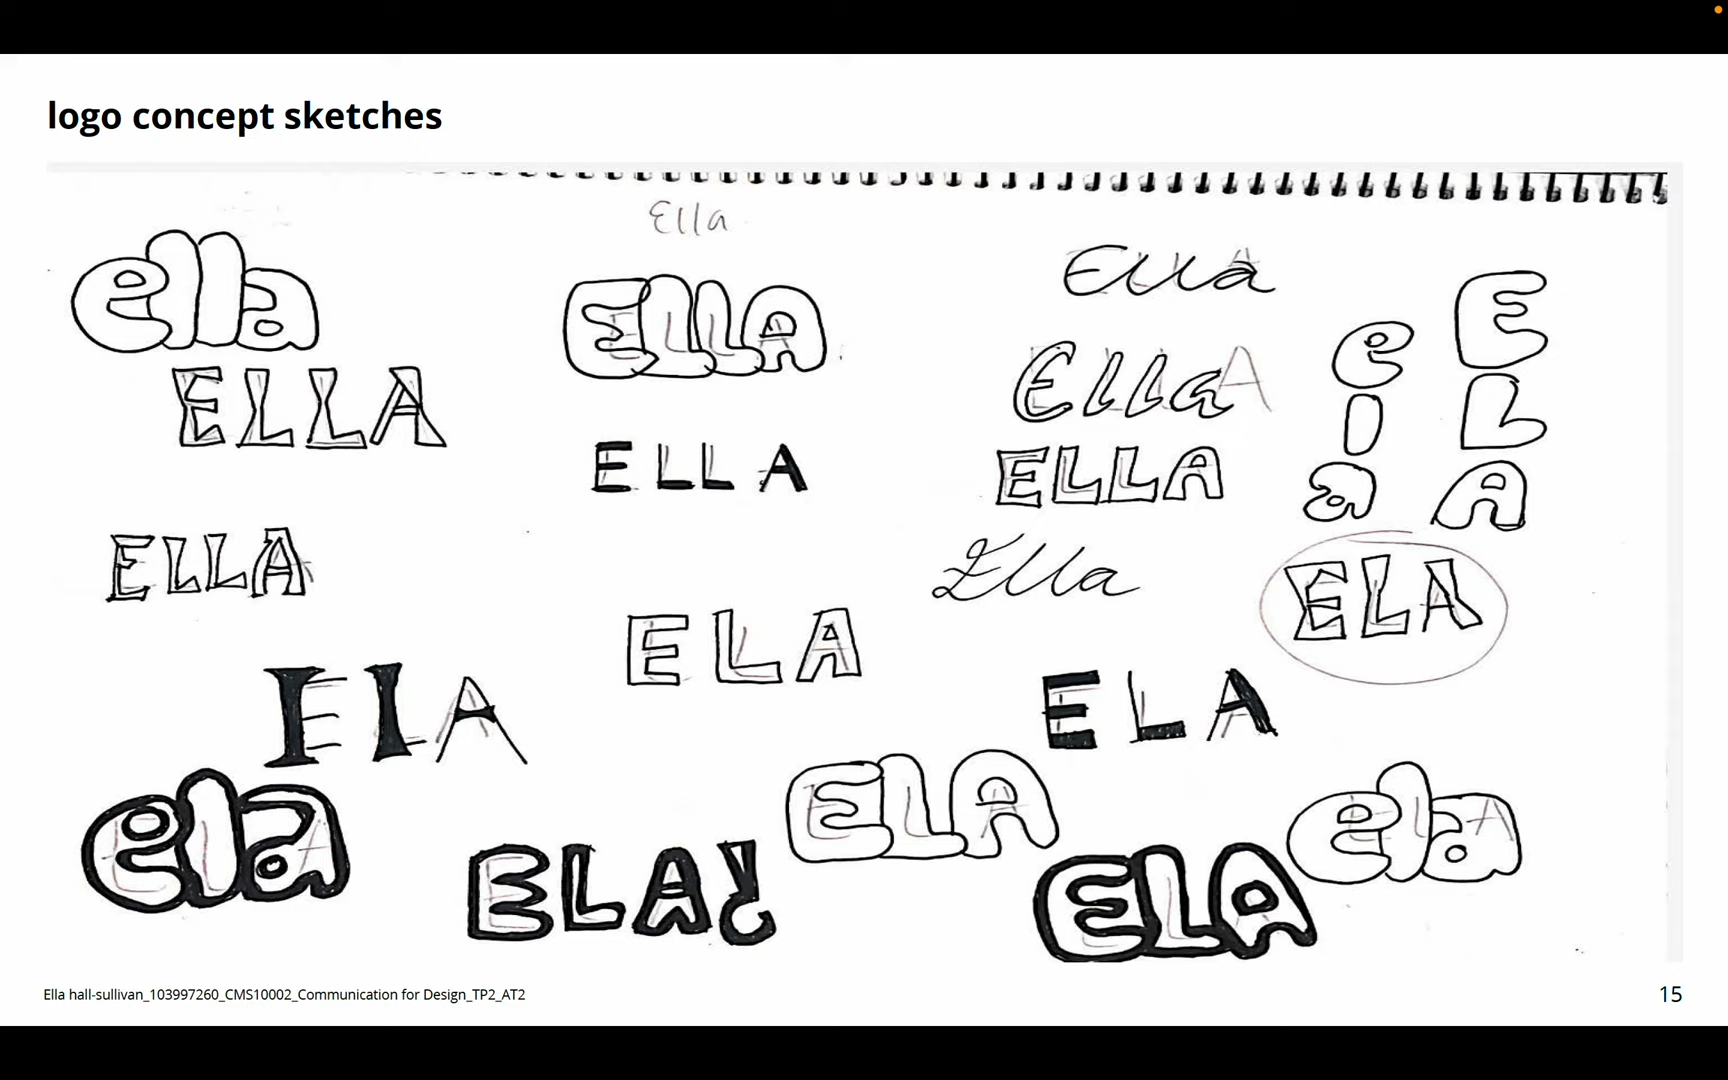 logo concept sketches
Ella
ella
ELLA
Ella
E
L
A
e
l
a
Ella
ELLA
ELLA
ELLA
ELLA
Ella
ELA
ELLA
ELA
ELA
ELA
ELA
ela
ela
ELA
ELA
Ella hall-sullivan_103997260_CMS10002_Communication for Design_TP2_AT2
15